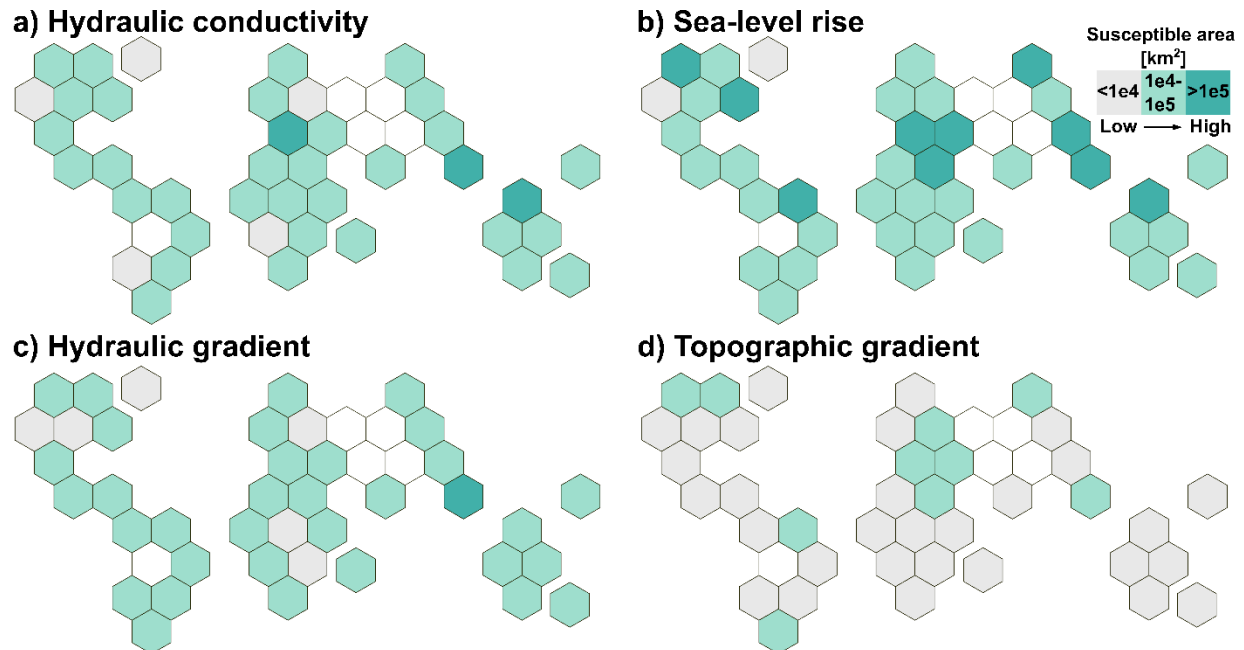 a) Hydraulic conductivity
b) Sea-level rise
Susceptible area
[km²]
<1e4 1e4-1e5 >1e5
Low → High
c) Hydraulic gradient
d) Topographic gradient